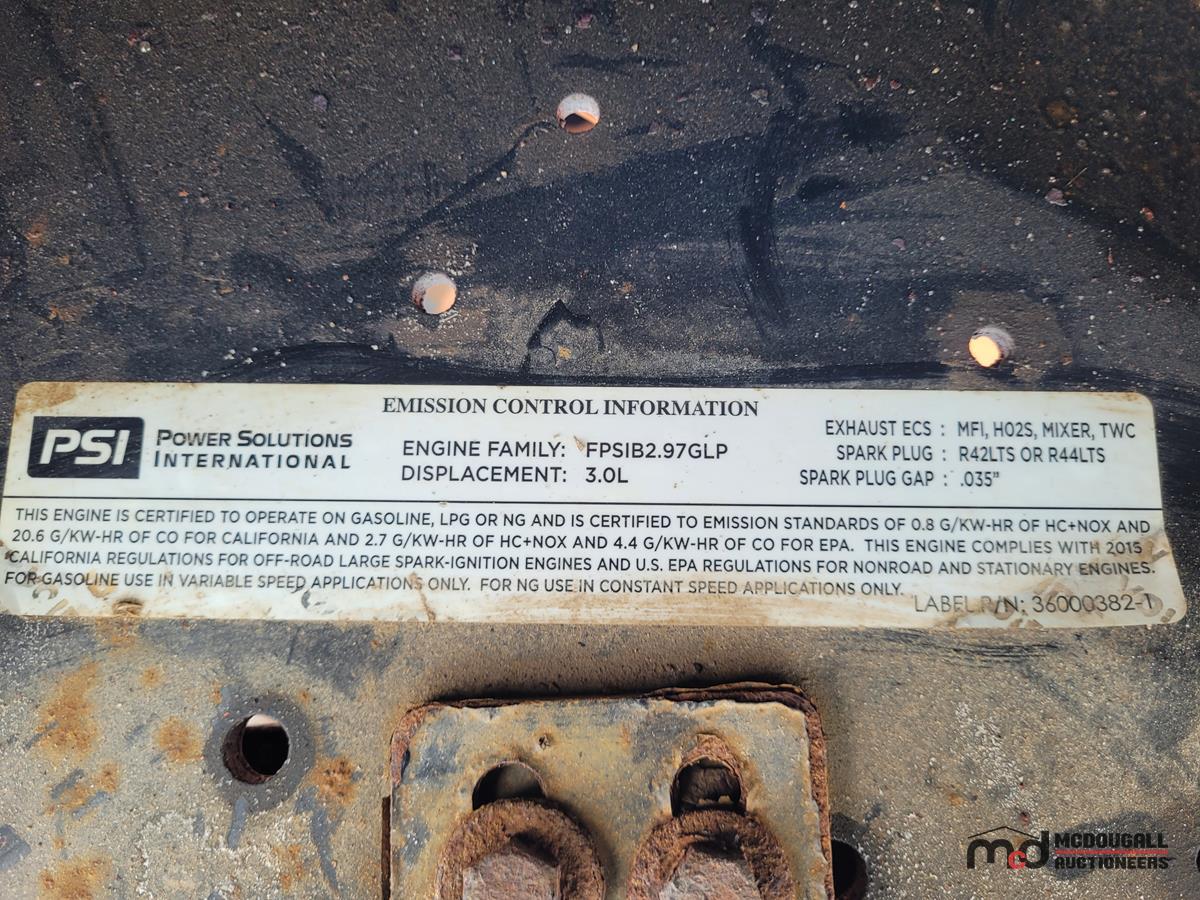 EMISSION CONTROL INFORMATION
PSI
POWER SOLUTIONS
INTERNATIONAL
ENGINE FAMILY: FPSIB2.97GLP
DISPLACEMENT: 3.0L
EXHAUST ECS : MFI, HO2S, MIXER, TWC
SPARK PLUG : R42LTS OR R44LTS
SPARK PLUG GAP : .035"
THIS ENGINE IS CERTIFIED TO OPERATE ON GASOLINE, LPG OR NG AND IS CERTIFIED TO EMISSION STANDARDS OF 0.8 G/KW-HR OF HC+NOX AND
20.6 G/KW-HR OF CO FOR CALIFORNIA AND 2.7 G/KW-HR OF HC+NOX AND 4.4 G/KW-HR OF CO FOR EPA. THIS ENGINE COMPLIES WITH 2015
CALIFORNIA REGULATIONS FOR OFF-ROAD LARGE SPARK-IGNITION ENGINES AND U.S. EPA REGULATIONS FOR NONROAD AND STATIONARY ENGINES.
FOR GASOLINE USE IN VARIABLE SPEED APPLICATIONS ONLY. FOR NG USE IN CONSTANT SPEED APPLICATIONS ONLY.
LABEL P/N: 36000382-1
mcd MCDOUGALL
AUCTIONEERS